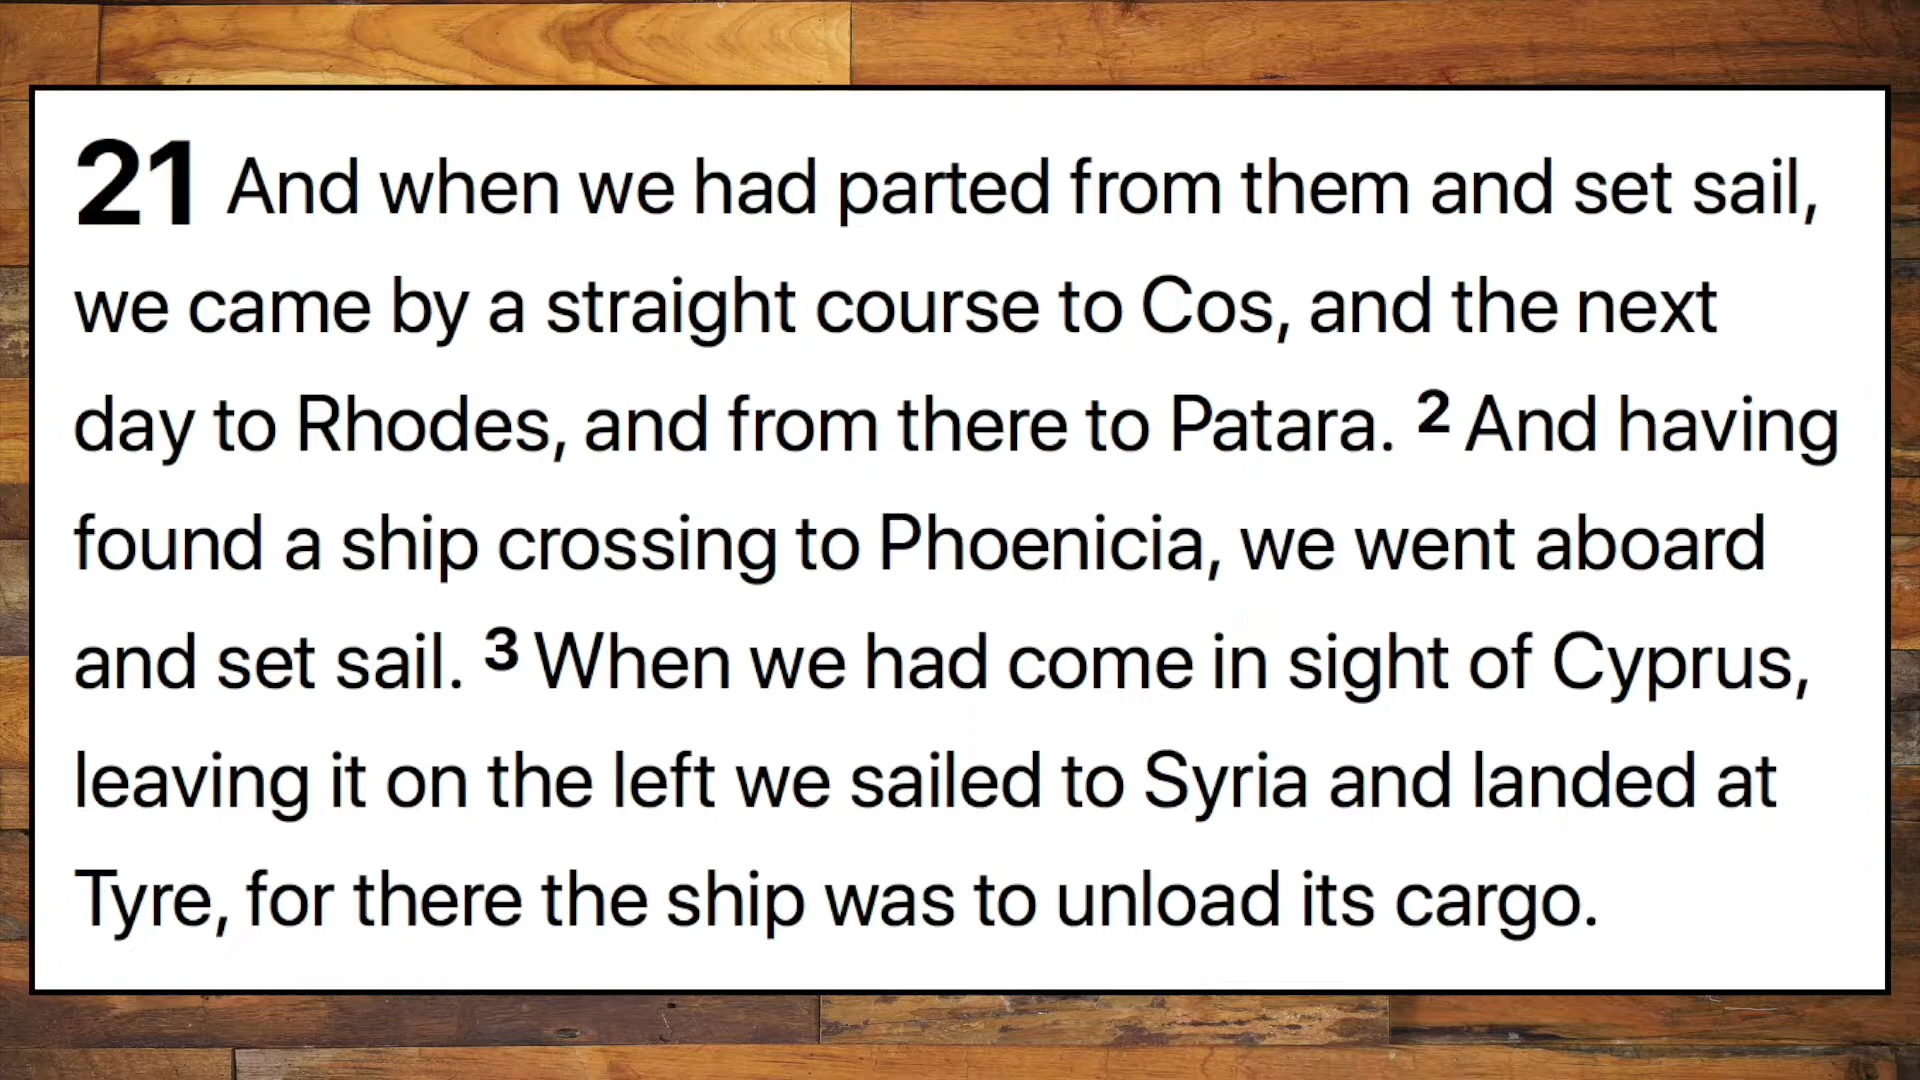 21 And when we had parted from them and set sail,
we came by a straight course to Cos, and the next
day to Rhodes, and from there to Patara. 2 And having
found a ship crossing to Phoenicia, we went aboard
and set sail. 3 When we had come in sight of Cyprus,
leaving it on the left we sailed to Syria and landed at
Tyre, for there the ship was to unload its cargo.